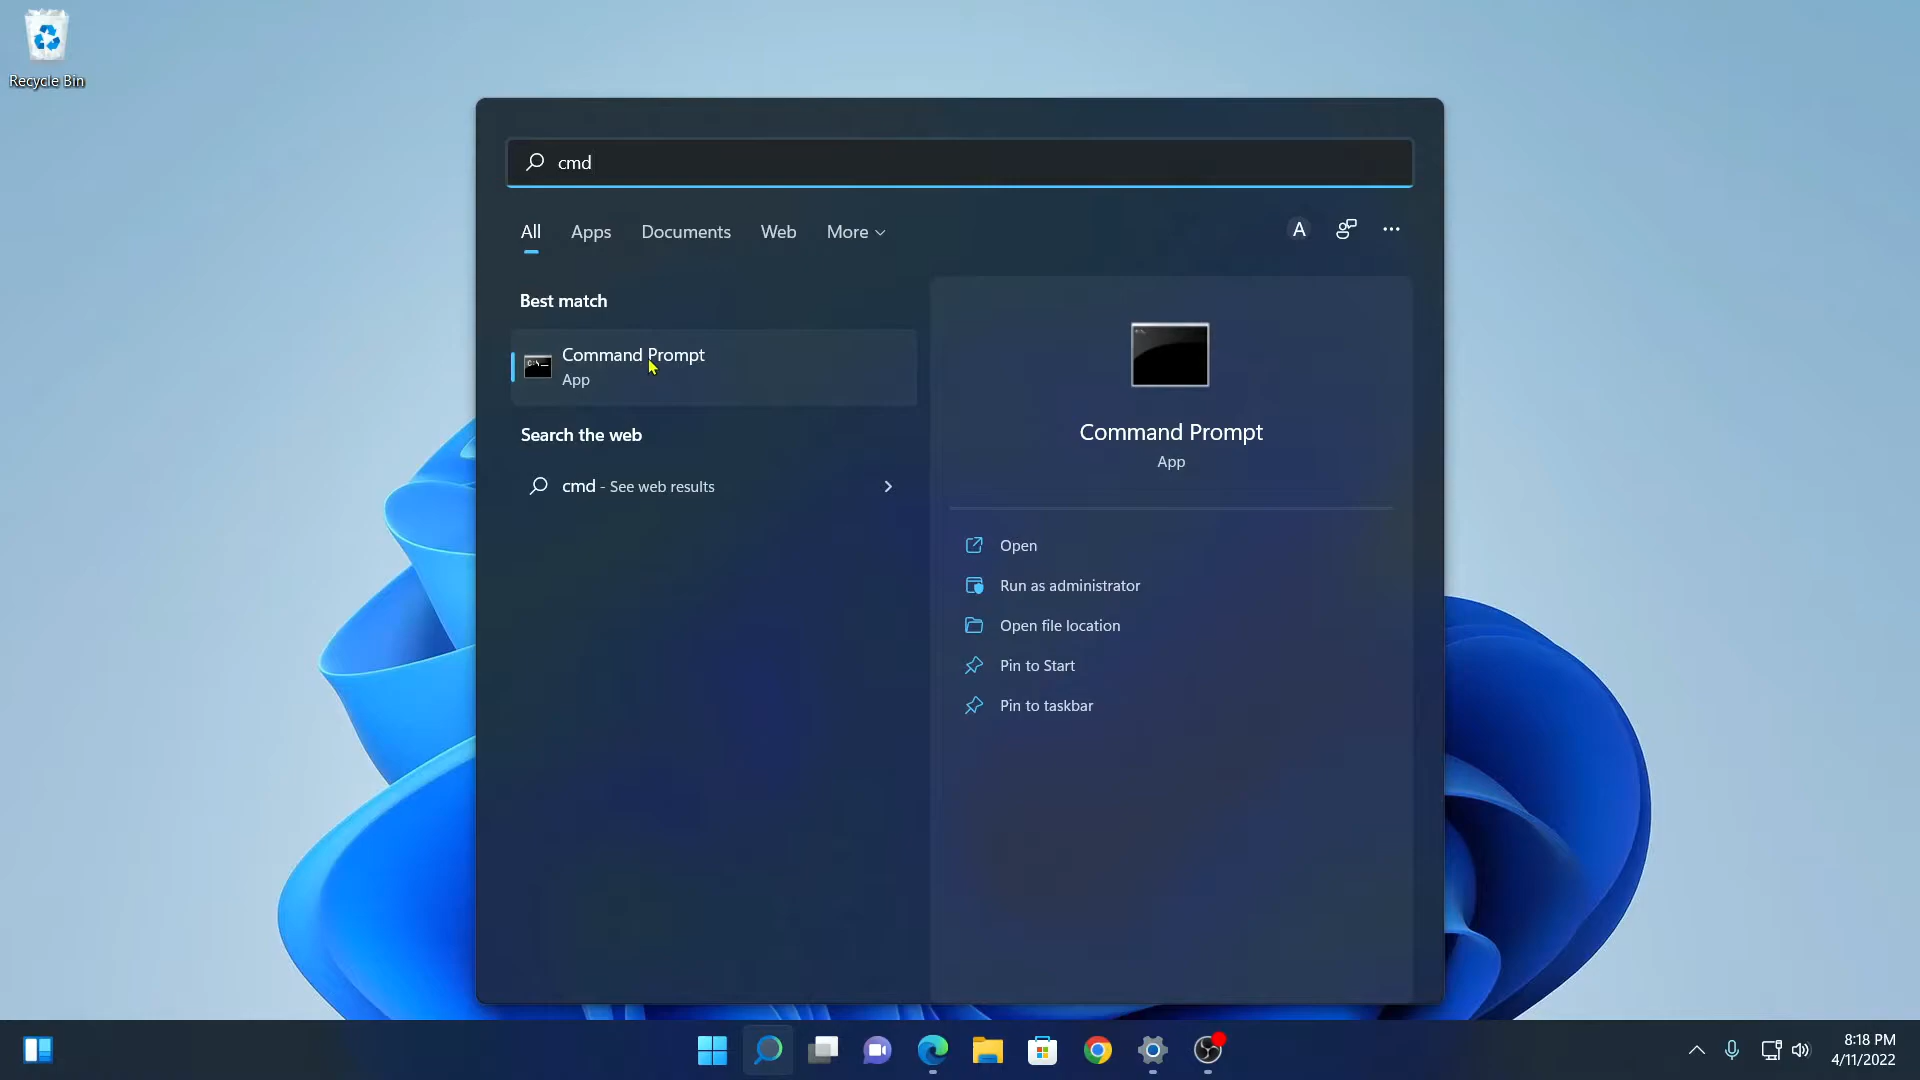 Recycle Bin
cmd
All Apps Documents Web More
A
Best match
Command Prompt
App
Search the web
cmd - See web results
Command Prompt
App
Open
Run as administrator
Open file location
Pin to Start
Pin to taskbar
8:18 PM
4/11/2022